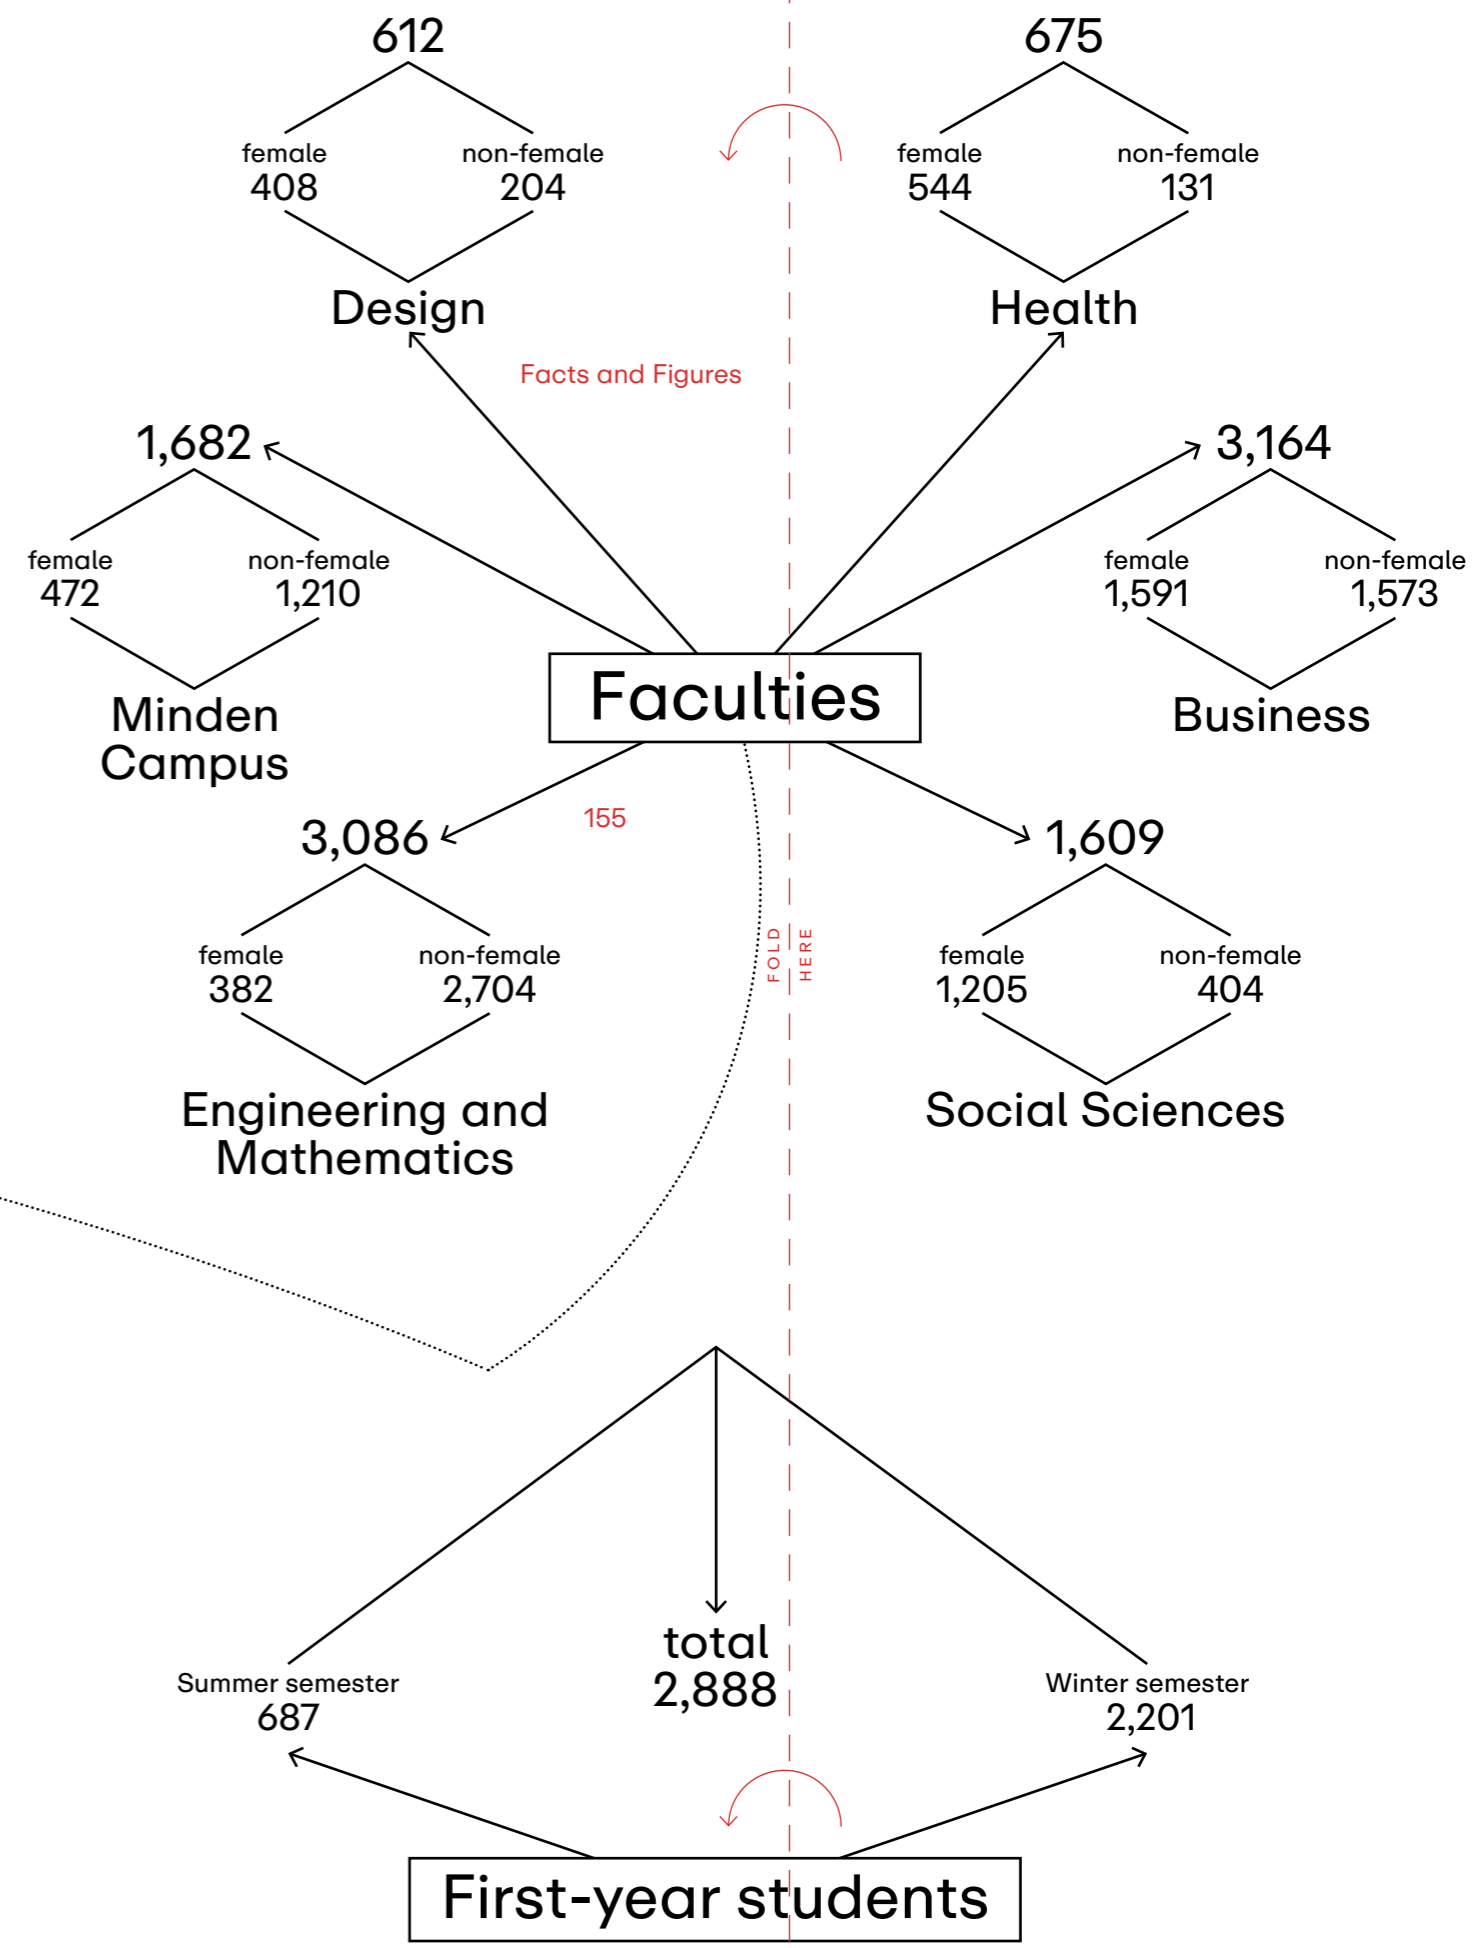 612
female
408
non-female
204
Design
675
female
544
non-female
131
Health
Facts and Figures
1,682
female
472
non-female
1,210
Minden
Campus
3,164
female
1,591
non-female
1,573
Business
Faculties
155
3,086
female
382
non-female
2,704
Engineering and
Mathematics
FOLD
HERE
1,609
female
1,205
non-female
404
Social Sciences
total
2,888
Summer semester
687
Winter semester
2,201
First-year students